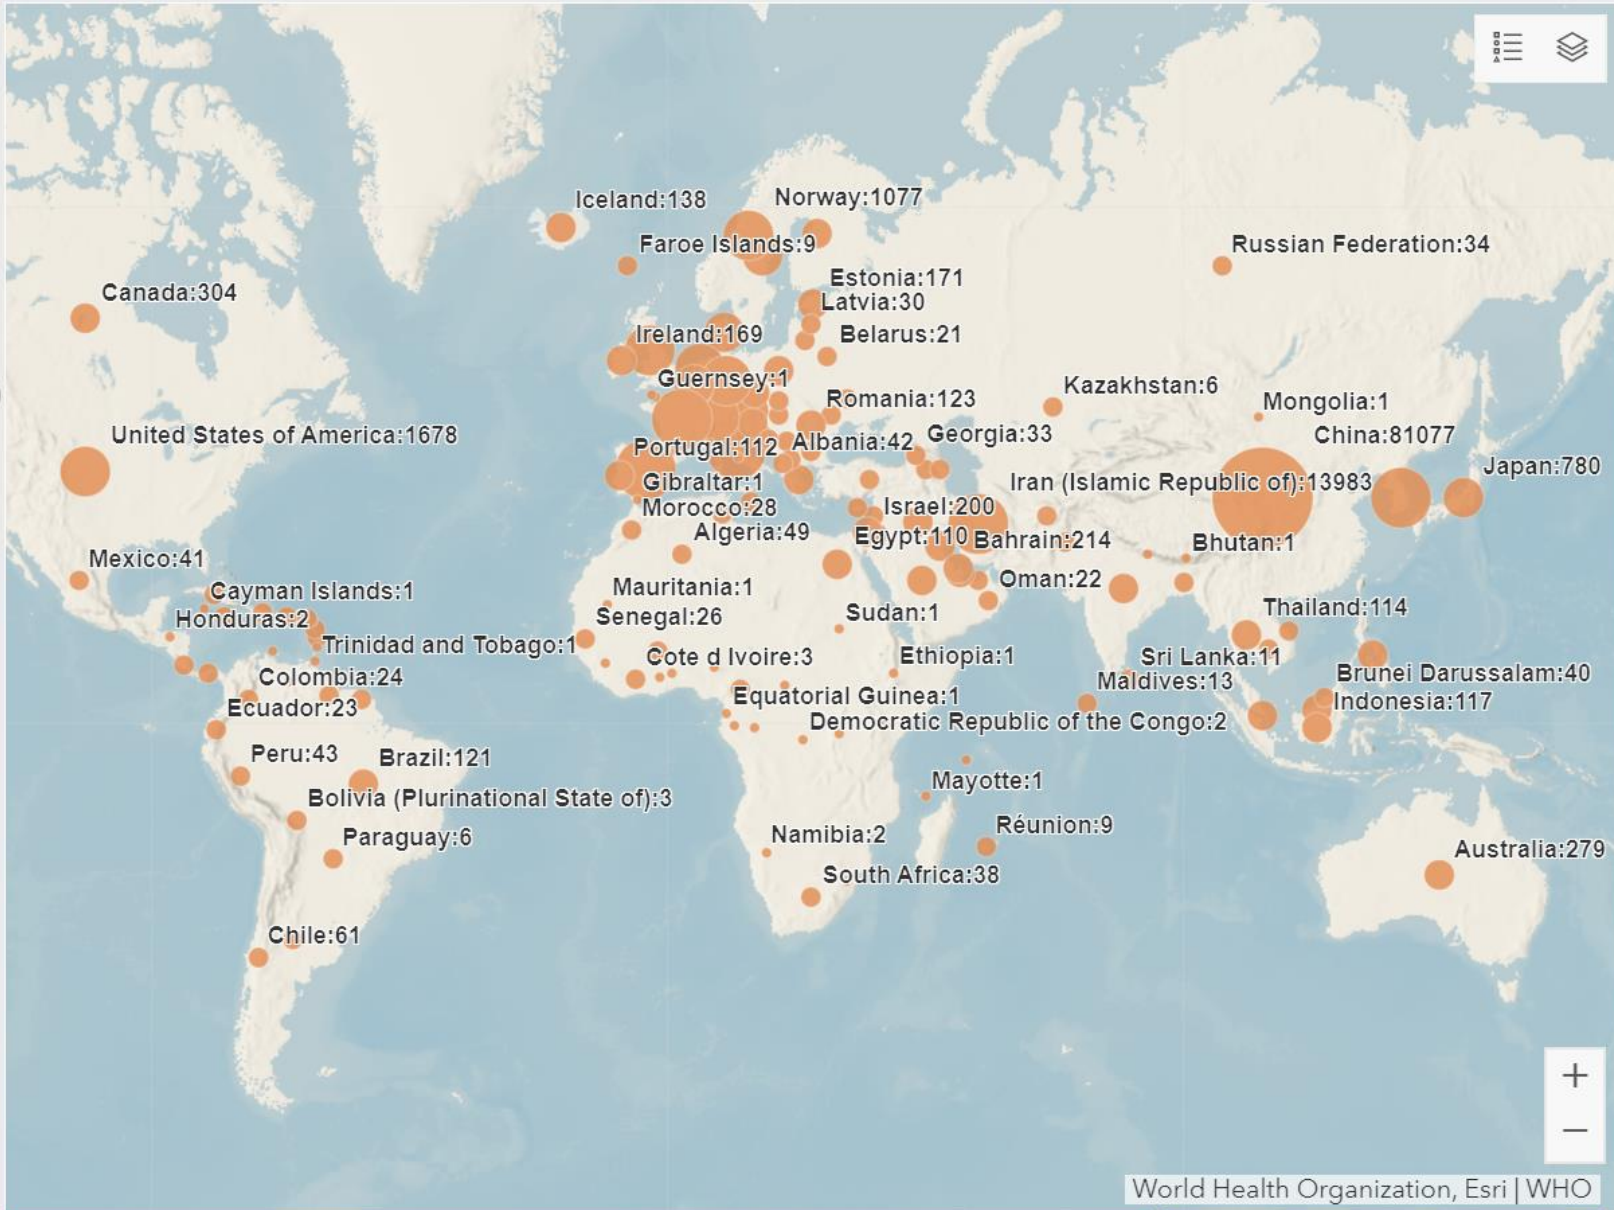 Iceland:138
Norway:1077
Faroe Islands:9
Russian Federation:34
Estonia:171
Canada:304
Latvia:30
Ireland:169
Belarus:21
Guernsey:1
Kazakhstan:6
Romania:123
Mongolia:1
United States of America:1678
Georgia:33
China:81077
Portugal:112
Albania:42
Japan:780
Gibraltar:1
Iran (Islamic Republic of):13983
Morocco:28
Israel:200
Algeria:49
Egypt:110
Bahrain:214
Bhutan:1
Mexico:41
Oman:22
Cayman Islands:1
Mauritania:1
Thailand:114
Honduras:2
Senegal:26
Sudan:1
Trinidad and Tobago:1
Cote d Ivoire:3
Ethiopia:1
Sri Lanka:11
Colombia:24
Maldives:13
Brunei Darussalam:40
Equatorial Guinea:1
Indonesia:117
Ecuador:23
Democratic Republic of the Congo:2
Peru:43
Brazil:121
Mayotte:1
Bolivia (Plurinational State of):3
Réunion:9
Paraguay:6
Namibia:2
Australia:279
South Africa:38
Chile:61
World Health Organization, Esri | WHO